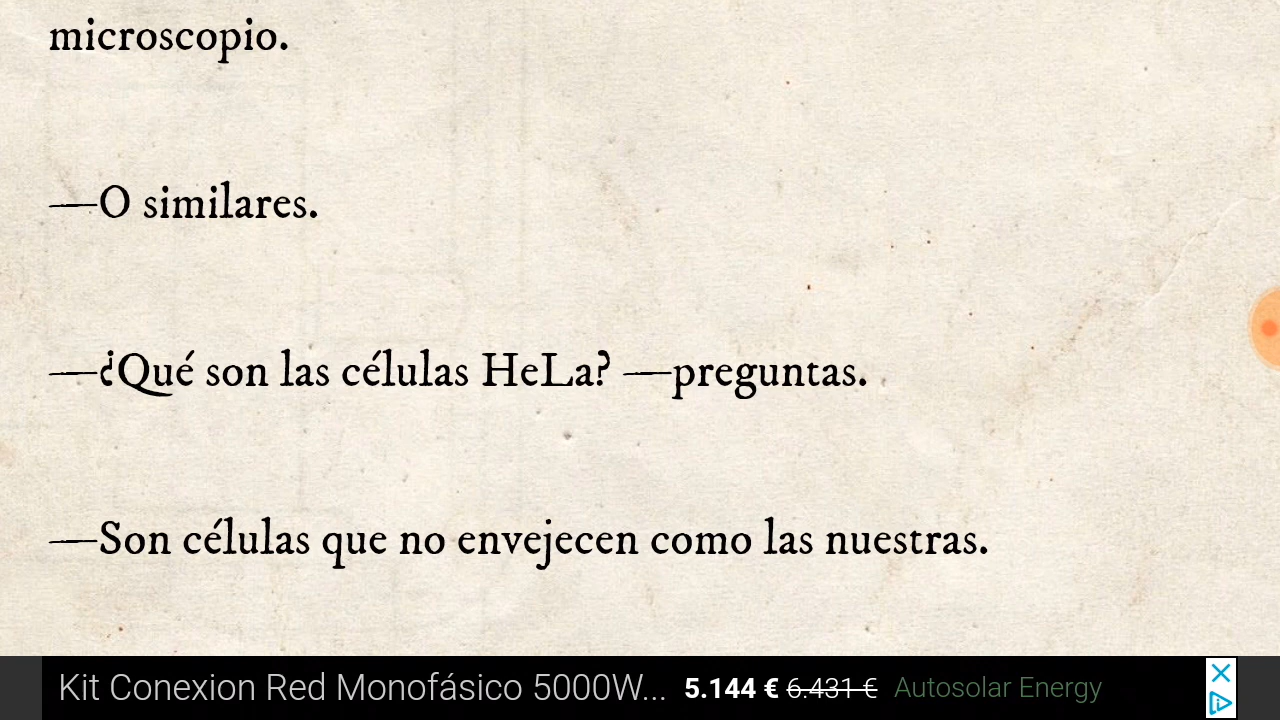 microscopio.
—O similares.
—¿Qué son las células HeLa? —preguntas.
—Son células que no envejecen como las nuestras.
Kit Conexion Red Monofásico 5000W... 5.144 € 6.431 € Autosolar Energy